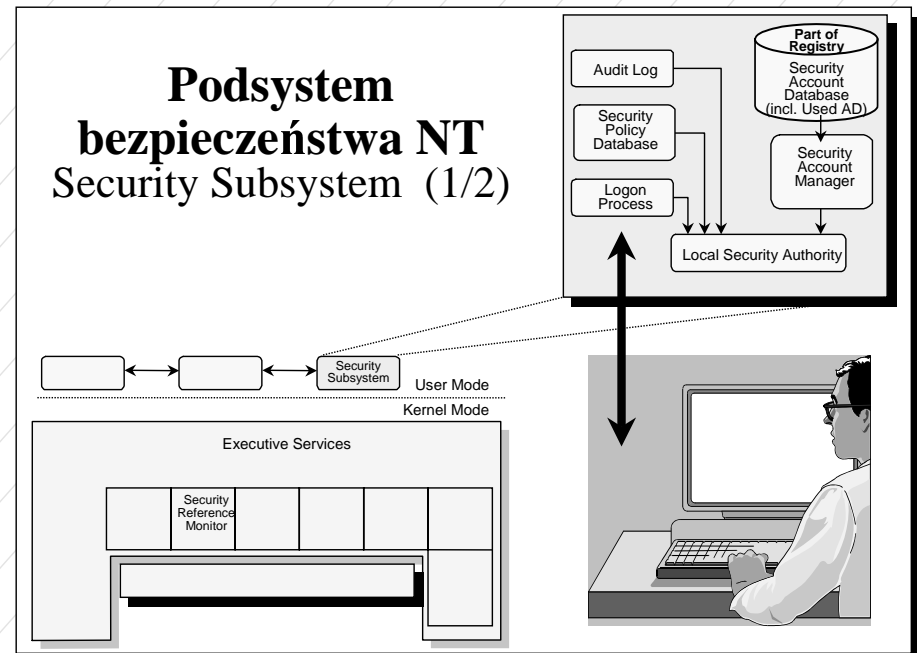 Podsystem
bezpieczeństwa NT
Security Subsystem (1/2)
Audit Log
Security
Policy
Database
Logon
Process
Part of
Registry
Security
Account
Database
(incl. Used AD)
Security
Account
Manager
Local Security Authority
Security
Subsystem
User Mode
Kernel Mode
Executive Services
Security
Reference
Monitor